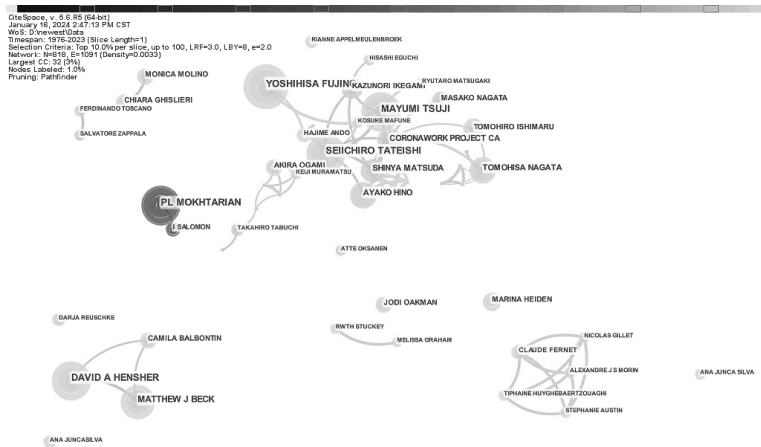 CiteSpace, v. 5.6.R5 (64-bit)
January 16, 2024 2:47:13 PM CST
WoS: D:\newest\Data
Timespan: 1976-2023 (Slice Length=1)
Selection Criteria: Top 10.0% per slice, up to 100, LRF=3.0, LBY=8, e=2.0
Network: N=818, E=1091 (Density=0.0033)
Largest CC: 32 (3%)
Nodes Labeled: 1.0%
Pruning: Pathfinder
RIANNE APPELMEULENBROEK
HISASHI EGUCHI
MONICA MOLINO
YOSHIHISA FUJINO
KAZUNORI IKEGAMI
RYUTARO MATSUGAKI
CHIARA GHISLIERI
MASAKO NAGATA
FERDINANDO TOSCANO
MAYUMI TSUJI
KOSUKE MAFUNE
TOMOHIRO ISHIMARU
SALVATORE ZAPPALA
HAJIME ANDO
CORONAWORK PROJECT CA
SEIICHIRO TATEISHI
AKIRA OGAMI
KEIJI MURAMATSU
SHINYA MATSUDA
TOMOHISA NAGATA
AYAKO HINO
PL MOKHTARIAN
I SALOMON
TAKAHIRO TABUCHI
ATTE OKSANEN
JODI OAKMAN
MARINA HEIDEN
DARJA REUSCHKE
RWTH STUCKEY
CAMILA BALBONTIN
MELISSA GRAHAM
NICOLAS GILLET
CLAUDE FERNET
DAVID A HENSHER
ALEXANDRE J S MORIN
ANA JUNCA SILVA
MATTHEW J BECK
TIPHAINE HUYGHEBAERTZOUAGHI
STEPHANIE AUSTIN
ANA JUNCASILVA